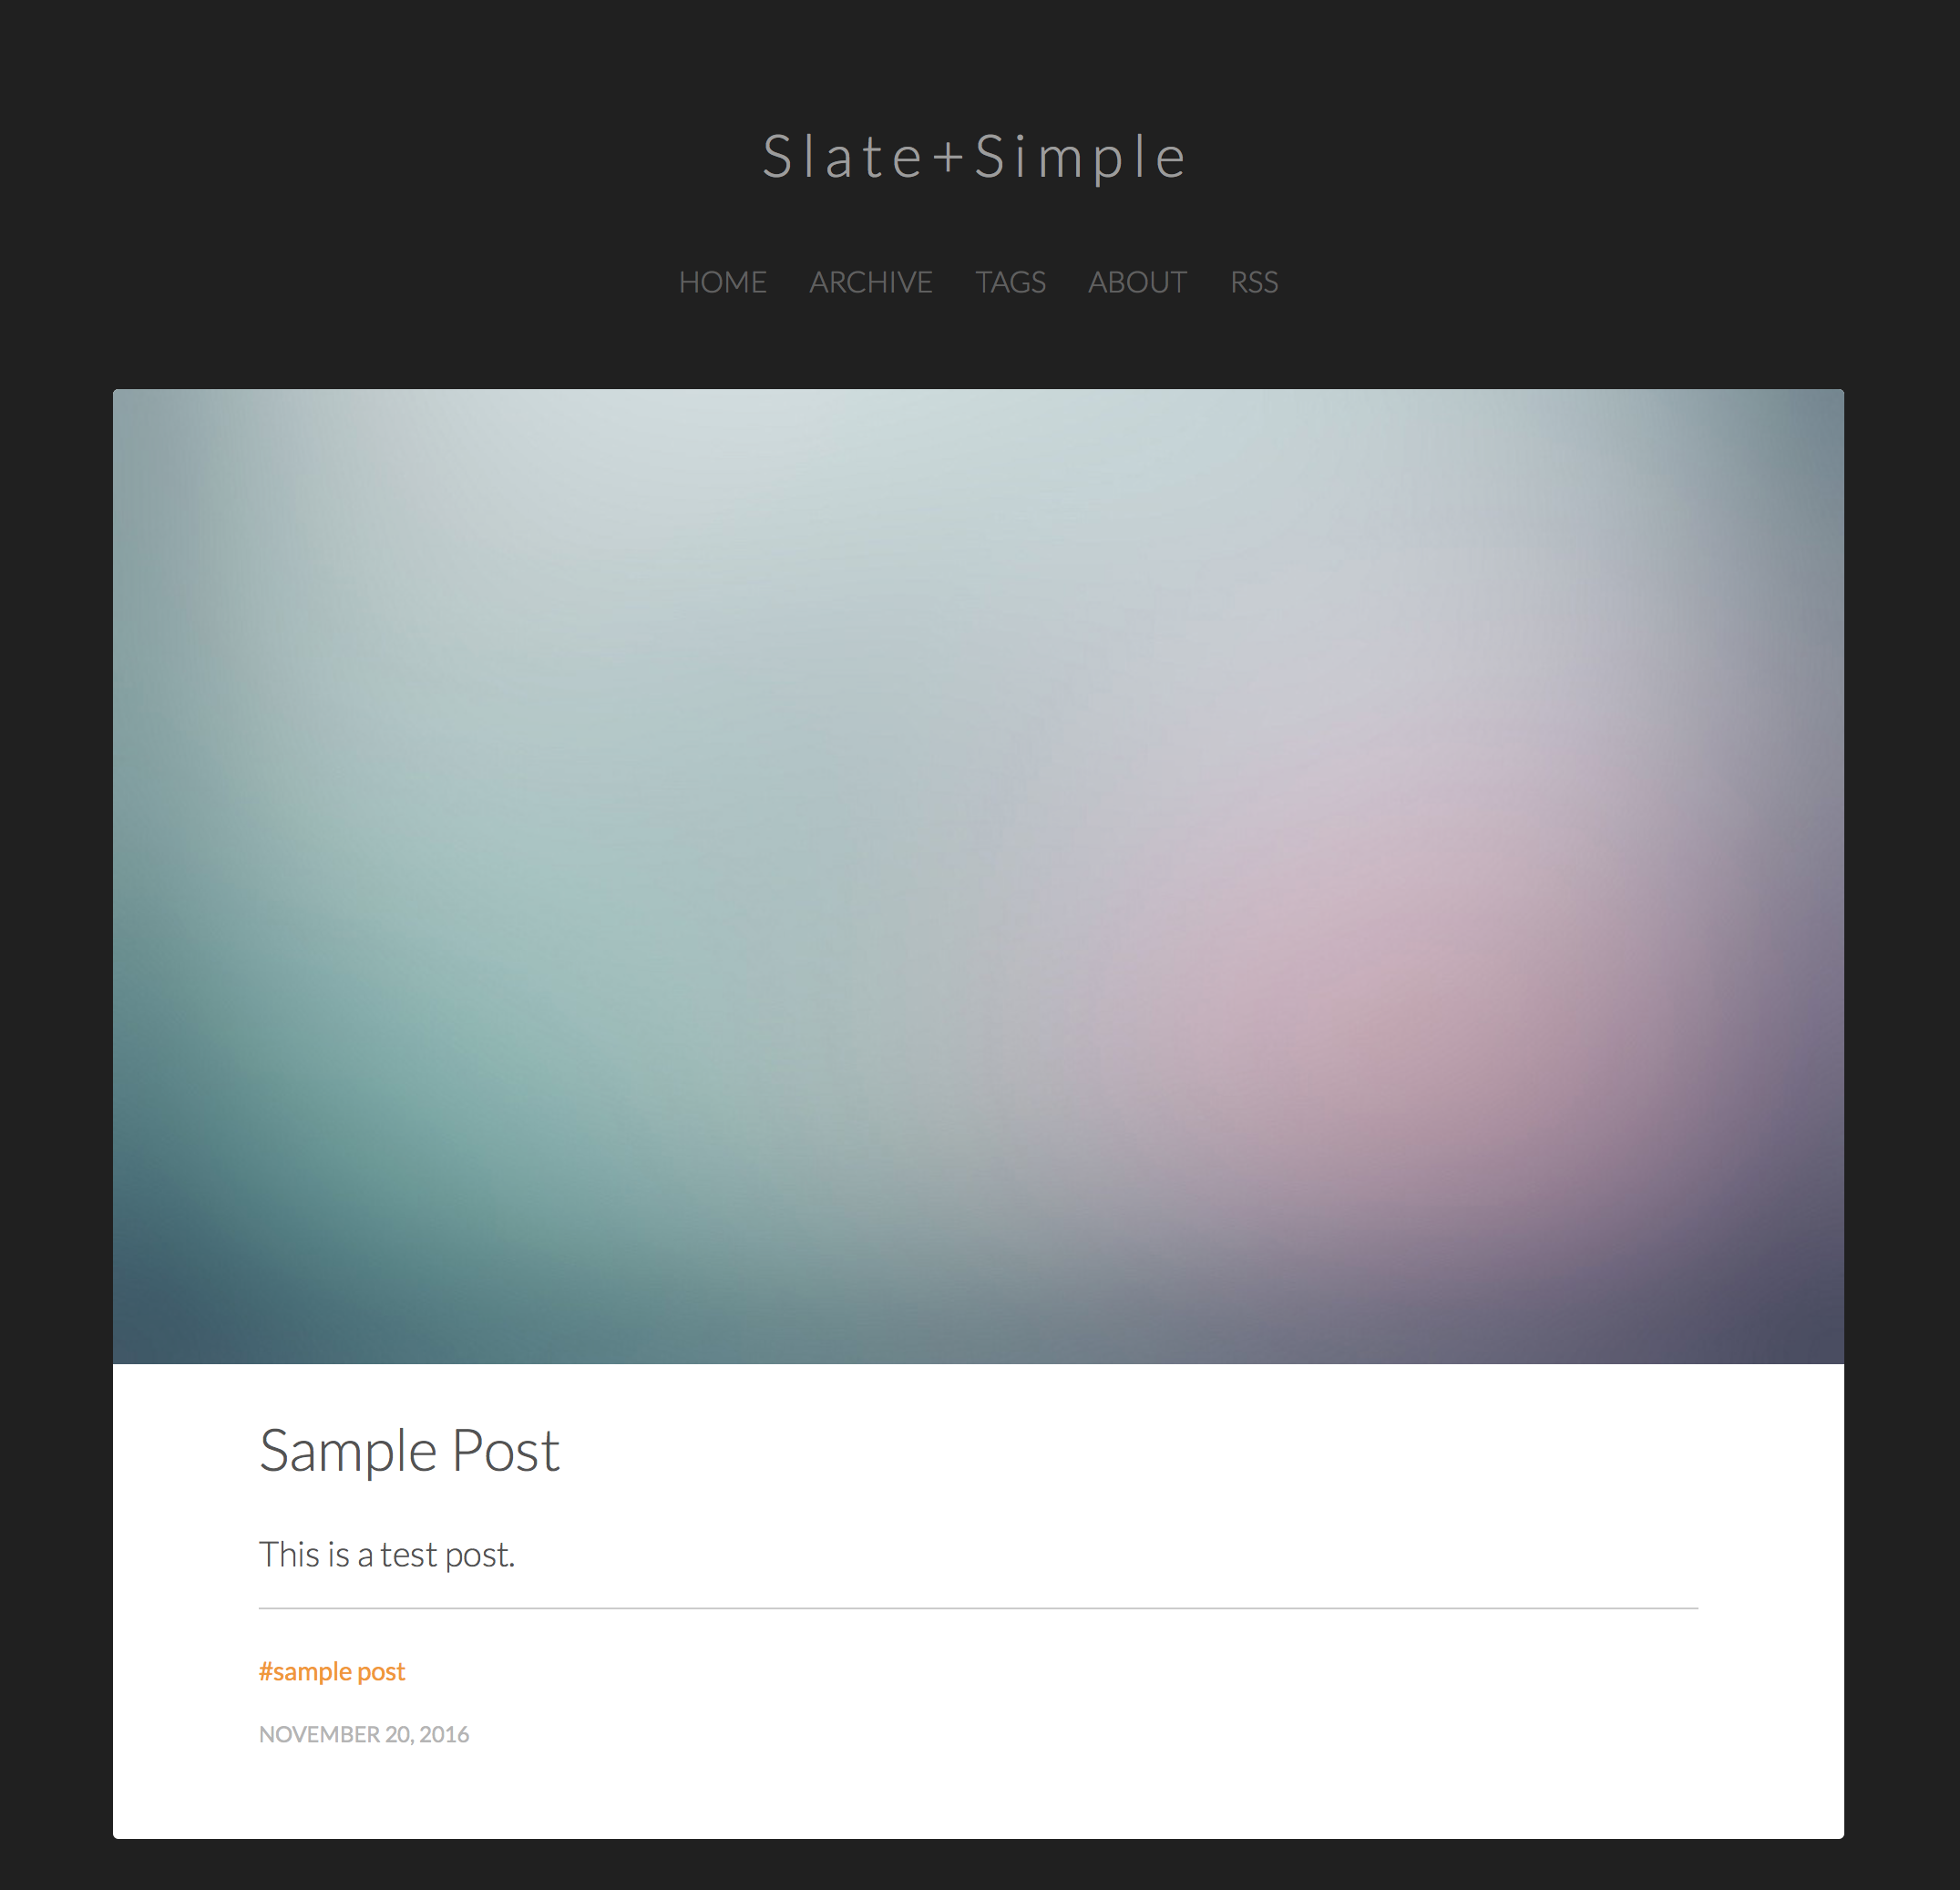 Slate+Simple
HOME ARCHIVE TAGS ABOUT RSS
Sample Post
This is a test post.
#sample post
NOVEMBER 20, 2016